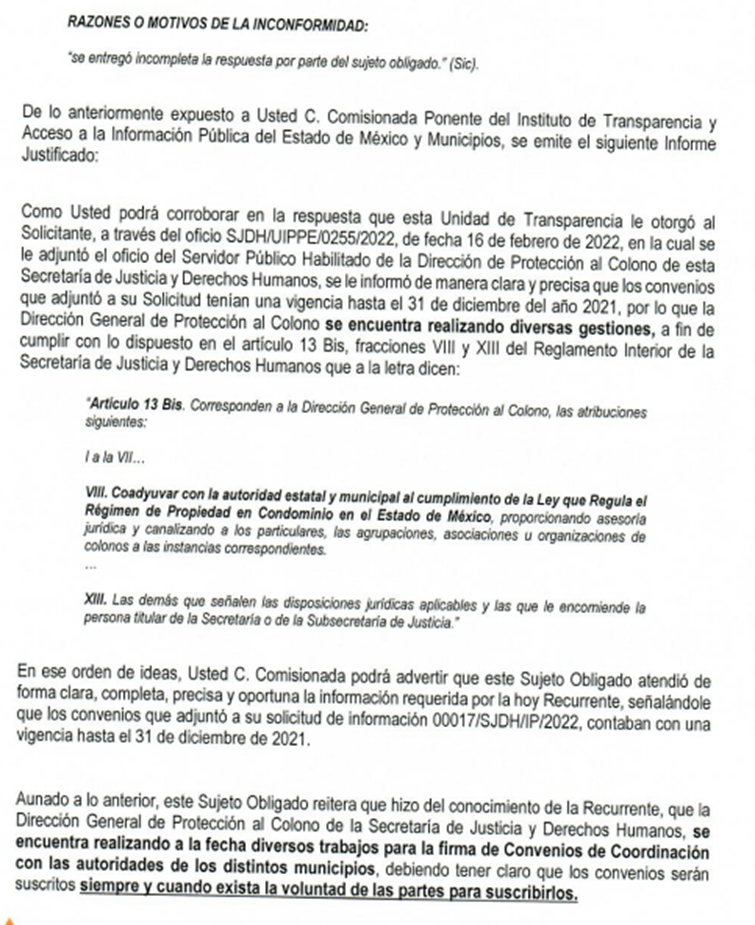 RAZONES O MOTIVOS DE LA INCONFORMIDAD:
"se entregó incompleta la respuesta por parte del sujeto obligado." (Sic).
De lo anteriormente expuesto a Usted C. Comisionada Ponente del Instituto de Transparencia y
Acceso a la Información Pública del Estado de México y Municipios, se emite el siguiente Informe
Justificado:
Como Usted podrá corroborar en la respuesta que esta Unidad de Transparencia le otorgó al
Solicitante, a través del oficio SJDH/UIPPE/0255/2022, de fecha 16 de febrero de 2022, en la cual se
le adjuntó el oficio del Servidor Público Habilitado de la Dirección de Protección al Colono de esta
Secretaría de Justicia y Derechos Humanos, se le informó de manera clara y precisa que los convenios
que adjuntó a su Solicitud tenían una vigencia hasta el 31 de diciembre del año 2021, por lo que la
Dirección General de Protección al Colono se encuentra realizando diversas gestiones, a fin de
cumplir con lo dispuesto en el artículo 13 Bis, fracciones VIII y XIII del Reglamento Interior de la
Secretaría de Justicia y Derechos Humanos que a la letra dicen:
"Artículo 13 Bis. Corresponden a la Dirección General de Protección al Colono, las atribuciones
siguientes:
I a la VII...
VIII. Coadyuvar con la autoridad estatal y municipal al cumplimiento de la Ley que Regula el
Régimen de Propiedad en Condominio en el Estado de México, proporcionando asesoría
jurídica y canalizando a los particulares, las agrupaciones, asociaciones u organizaciones de
colonos a las instancias correspondientes.
...
XIII. Las demás que señalen las disposiciones jurídicas aplicables y las que le encomiende la
persona titular de la Secretaría o de la Subsecretaría de Justicia."
En ese orden de ideas, Usted C. Comisionada podrá advertir que este Sujeto Obligado atendió de
forma clara, completa, precisa y oportuna la información requerida por la hoy Recurrente, señalándole
que los convenios que adjuntó a su solicitud de información 00017/SJDH/IP/2022, contaban con una
vigencia hasta el 31 de diciembre de 2021.
Aunado a lo anterior, este Sujeto Obligado reitera que hizo del conocimiento de la Recurrente, que la
Dirección General de Protección al Colono de la Secretaría de Justicia y Derechos Humanos, se
encuentra realizando a la fecha diversos trabajos para la firma de Convenios de Coordinación
con las autoridades de los distintos municipios, debiendo tener claro que los convenios serán
suscritos siempre y cuando exista la voluntad de las partes para suscribirlos.